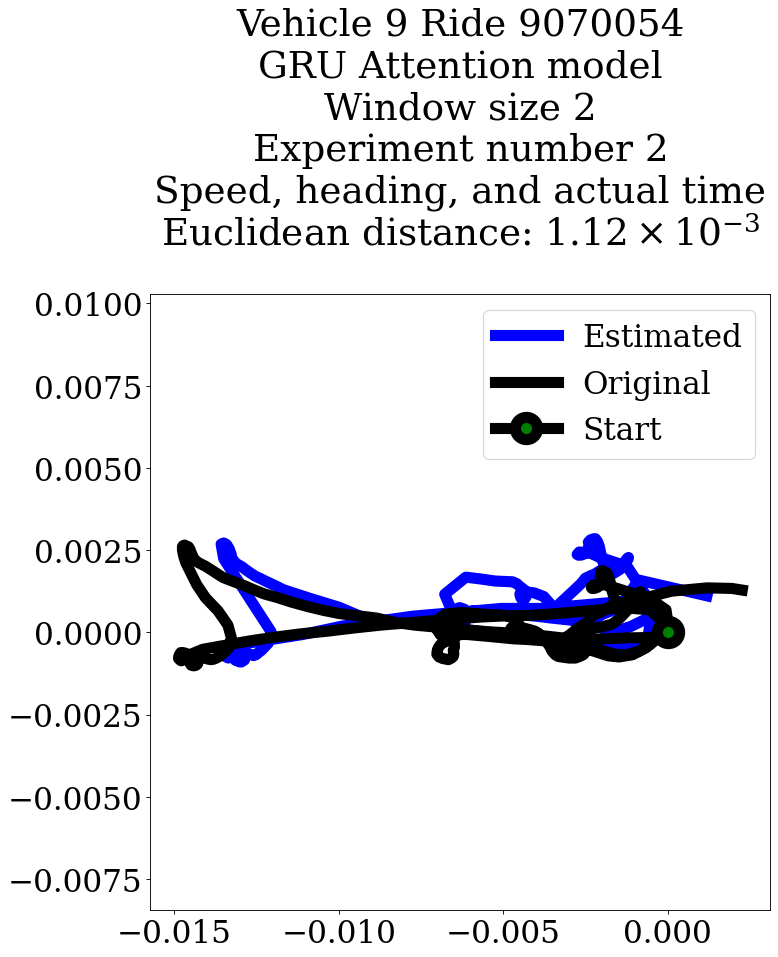 Vehicle 9 Ride 9070054
GRU Attention model
Window size 2
Experiment number 2
Speed, heading, and actual time
Euclidean distance: 1.12 × 10⁻³
0.0100
0.0075
0.0050
0.0025
0.0000
−0.0025
−0.0050
−0.0075
Estimated
Original
Start
−0.015 −0.010 −0.005 0.000